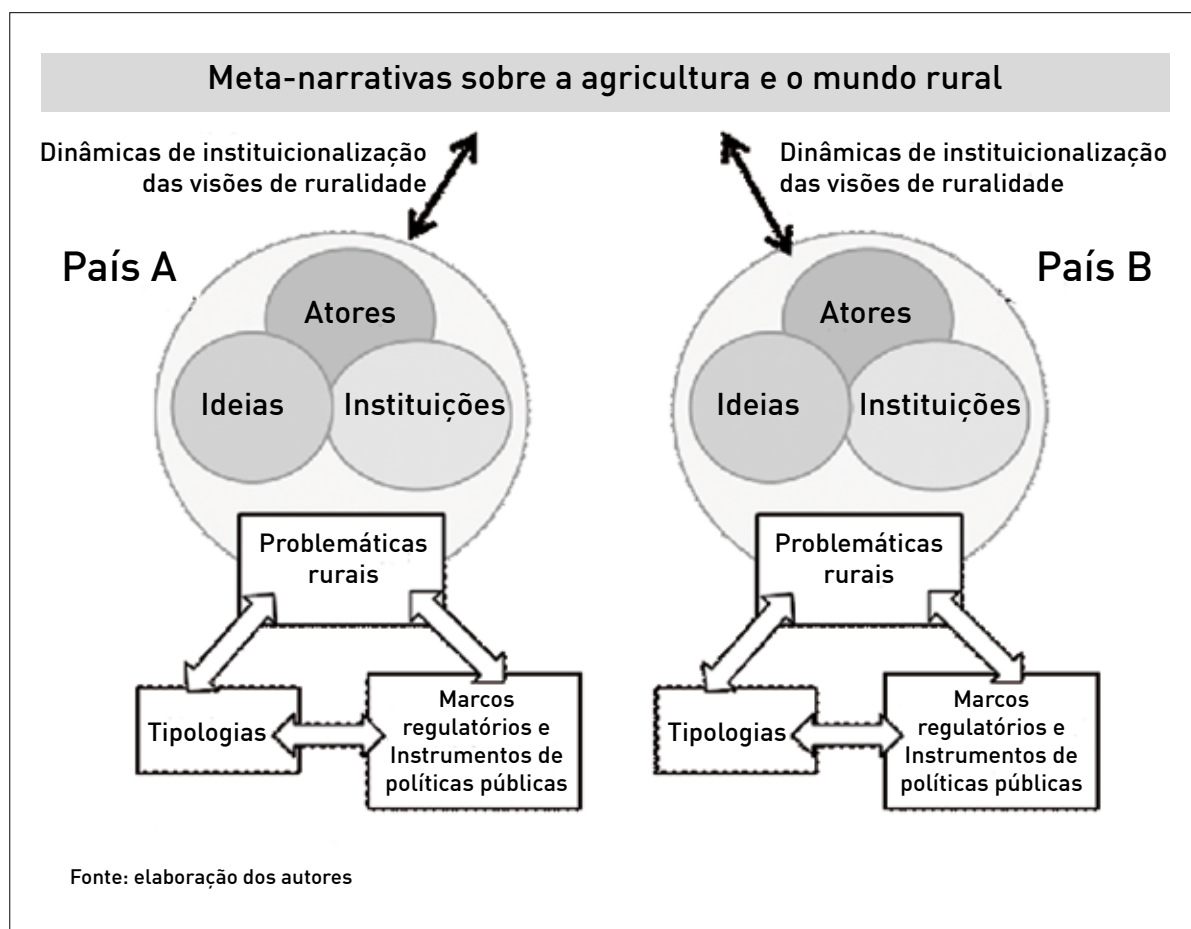 Meta-narrativas sobre a agricultura e o mundo rural
Dinâmicas de instituicionalização
das visões de ruralidade
Dinâmicas de instituicionalização
das visões de ruralidade
País A
Atores
Ideias
Instituições
Problemáticas
rurais
Tipologias
Marcos
regulatórios e
Instrumentos de
políticas públicas
País B
Atores
Ideias
Instituições
Problemáticas
rurais
Tipologias
Marcos
regulatórios e
Instrumentos de
políticas públicas
Fonte: elaboração dos autores